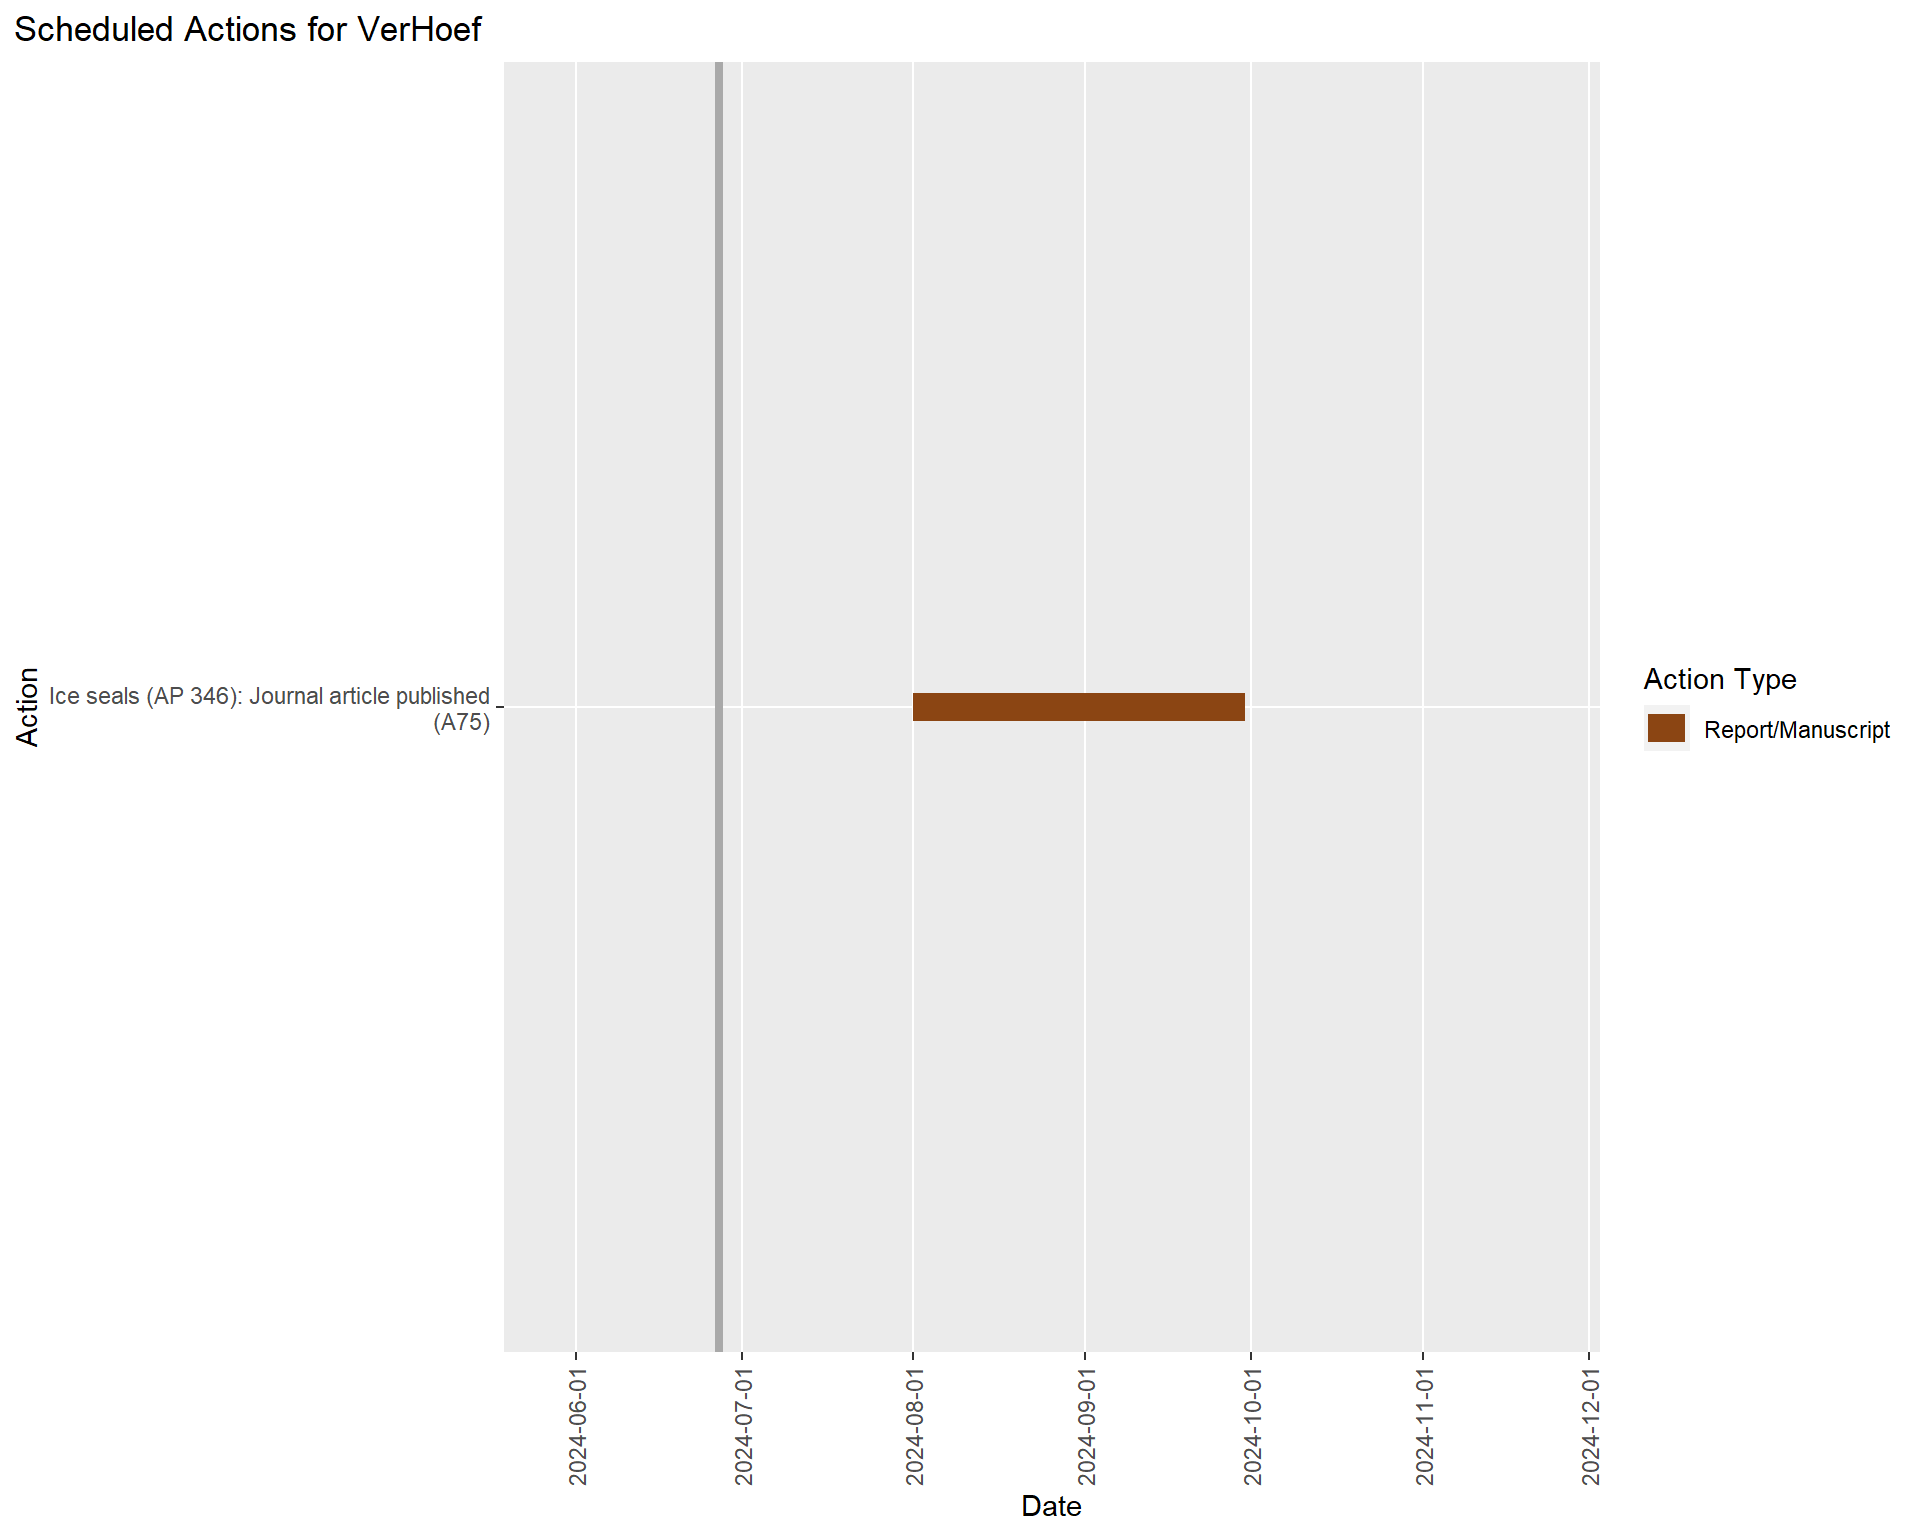 Scheduled Actions for VerHoef
Action
Ice seals (AP 346): Journal article published
(A75)
Action Type
Report/Manuscript
2024-06-01
2024-07-01
2024-08-01
2024-09-01
2024-10-01
2024-11-01
2024-12-01
Date